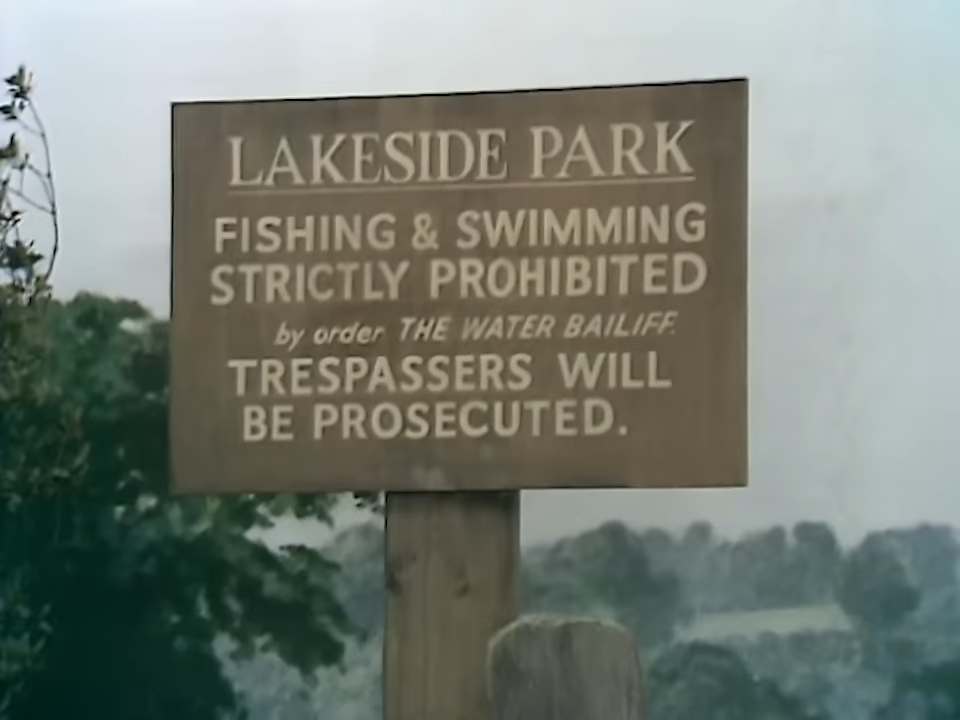 LAKESIDE PARK
FISHING & SWIMMING
STRICTLY PROHIBITED
by order THE WATER BAILIFF.
TRESPASSERS WILL
BE PROSECUTED.